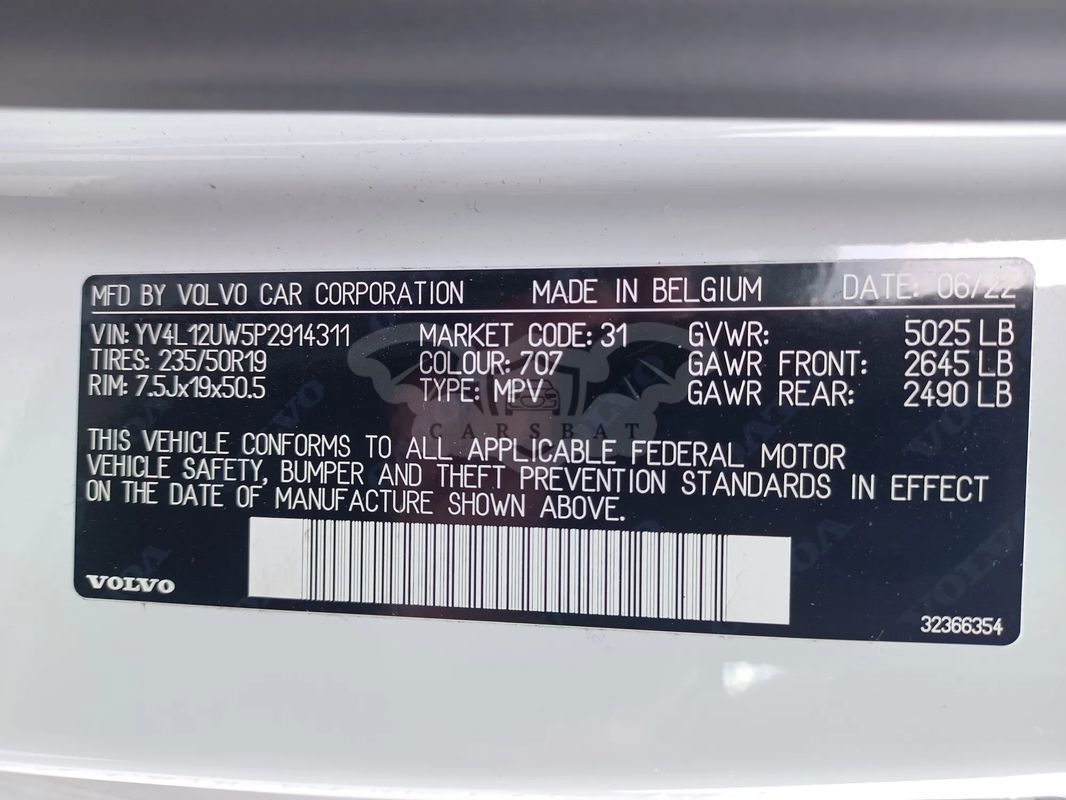 MFD BY VOLVO CAR CORPORATION MADE IN BELGIUM DATE: 06/22
VIN: YV4L12UW5P2914311 MARKET CODE: 31 GVWR: 5025 LB
TIRES: 235/50R19 COLOUR: 707 GAWR FRONT: 2645 LB
RIM: 7.5Jx19x50.5 TYPE: MPV GAWR REAR: 2490 LB
CARSBAT
THIS VEHICLE CONFORMS TO ALL APPLICABLE FEDERAL MOTOR
VEHICLE SAFETY, BUMPER AND THEFT PREVENTION STANDARDS IN EFFECT
ON THE DATE OF MANUFACTURE SHOWN ABOVE.
VOLVO
32366354